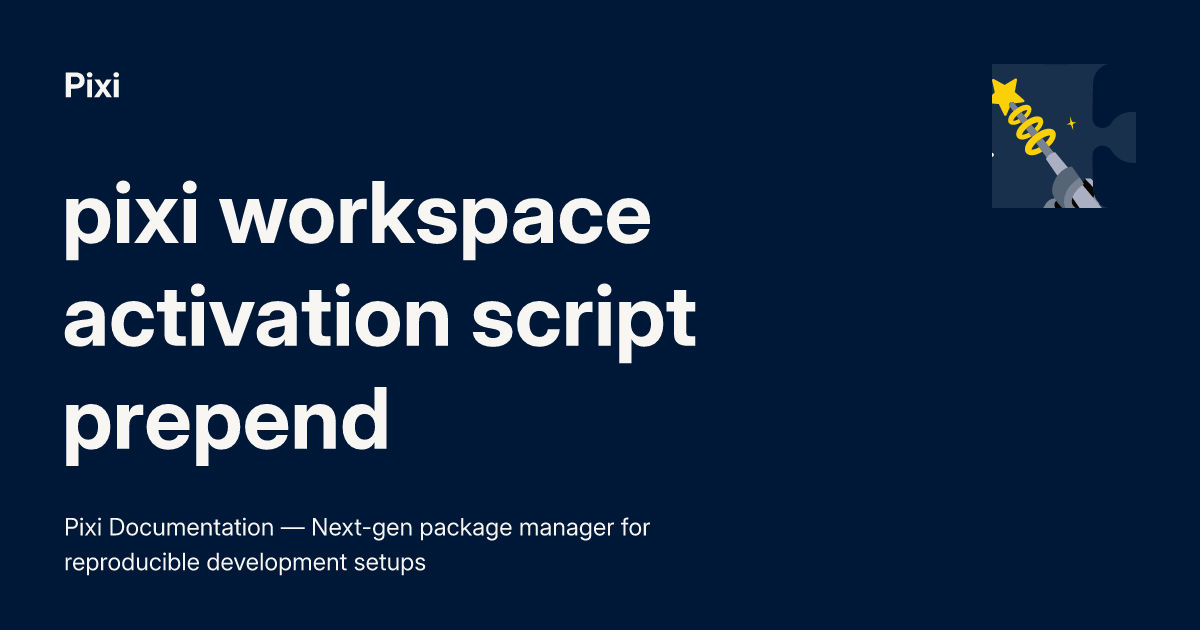 Pixi
pixi workspace
activation script
prepend
Pixi Documentation — Next-gen package manager for
reproducible development setups